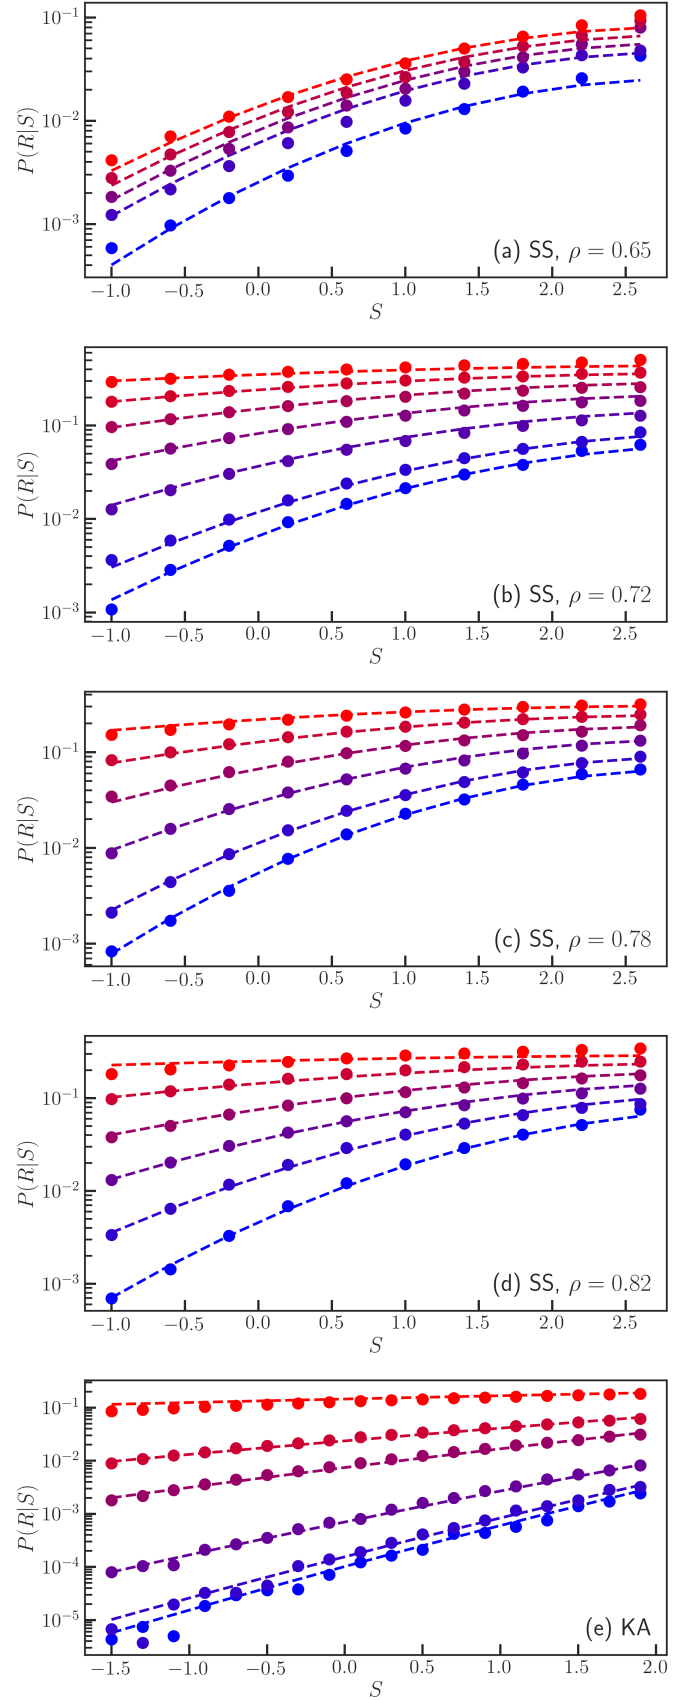 10⁻¹
10⁻²
10⁻³
P(R|S)
(a) SS, ρ = 0.65
−1.0 −0.5 0.0 0.5 1.0 1.5 2.0 2.5
S
10⁻¹
10⁻²
10⁻³
P(R|S)
(b) SS, ρ = 0.72
−1.0 −0.5 0.0 0.5 1.0 1.5 2.0 2.5
S
10⁻¹
10⁻²
10⁻³
P(R|S)
(c) SS, ρ = 0.78
−1.0 −0.5 0.0 0.5 1.0 1.5 2.0 2.5
S
10⁻¹
10⁻²
10⁻³
P(R|S)
(d) SS, ρ = 0.82
−1.0 −0.5 0.0 0.5 1.0 1.5 2.0 2.5
S
10⁻¹
10⁻²
10⁻³
10⁻⁴
10⁻⁵
P(R|S)
(e) KA
−1.5 −1.0 −0.5 0.0 0.5 1.0 1.5 2.0
S